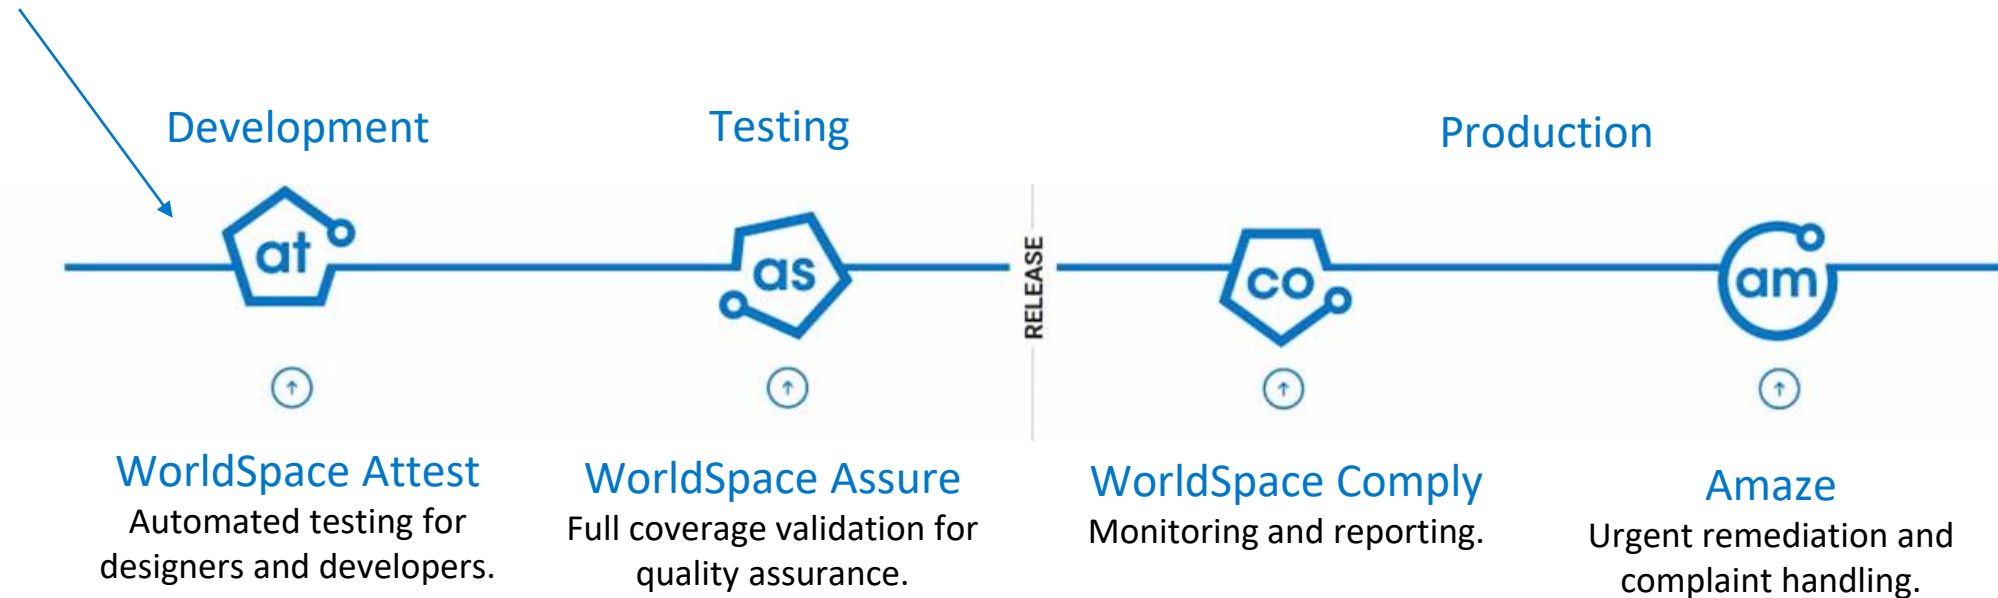 Development
Testing
Production
at
as
RELEASE
co
am
WorldSpace Attest
Automated testing for
designers and developers.
WorldSpace Assure
Full coverage validation for
quality assurance.
WorldSpace Comply
Monitoring and reporting.
Amaze
Urgent remediation and
complaint handling.